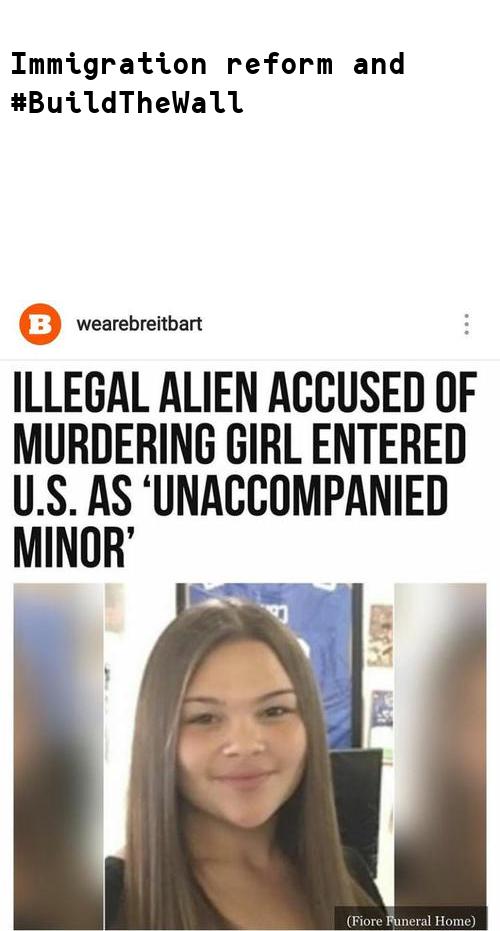 Immigration reform and
#BuildTheWall
B wearebreitbart
ILLEGAL ALIEN ACCUSED OF
MURDERING GIRL ENTERED
U.S. AS ‘UNACCOMPANIED
MINOR’
(Fiore Funeral Home)